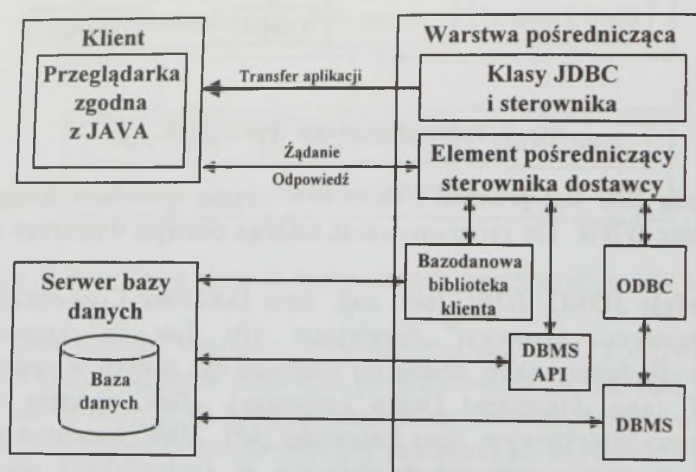 Klient
Przeglądarka
zgodna
z JAVA
Transfer aplikacji
Żądanie
Odpowiedź
Warstwa pośrednicząca
Klasy JDBC
i sterownika
Element pośredniczący
sterownika dostawcy
Serwer bazy
danych
Baza
danych
Bazodanowa
biblioteka
klienta
ODBC
DBMS
API
DBMS